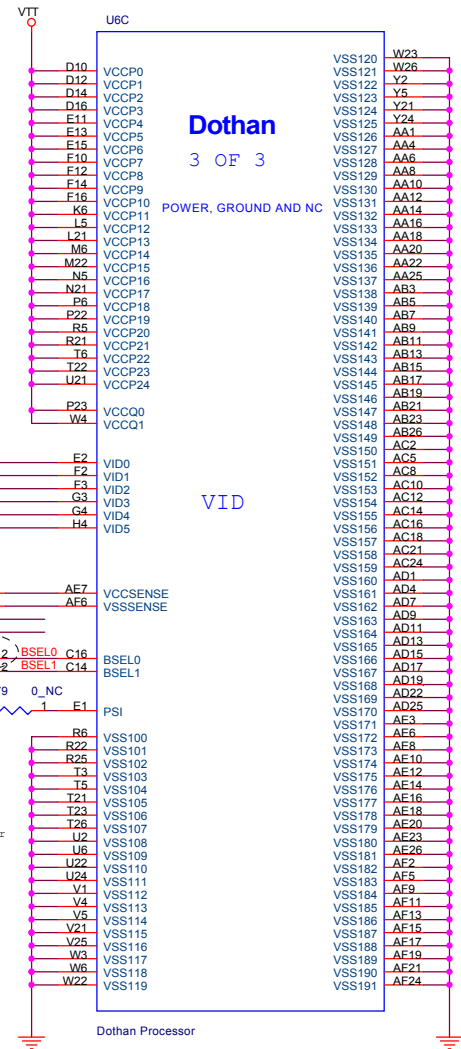 VTT
U6C
Dothan
3 OF 3
POWER, GROUND AND NC
D10 VCCP0
D12 VCCP1
D14 VCCP2
D16 VCCP3
E11 VCCP4
E13 VCCP5
E15 VCCP6
F10 VCCP7
F12 VCCP8
F14 VCCP9
F16 VCCP10
K6 VCCP11
L5 VCCP12
L21 VCCP13
M6 VCCP14
M22 VCCP15
N5 VCCP16
N21 VCCP17
P6 VCCP18
P22 VCCP19
R5 VCCP20
R21 VCCP21
T6 VCCP22
T22 VCCP23
U21 VCCP24
P23 VCCQ0
W4 VCCQ1
E2 VID0
F2 VID1
F3 VID2
G3 VID3
G4 VID4
H4 VID5
VID
AE7 VCCSENSE
AF6 VSSSENSE
2 BSEL0 C16 BSEL0
2 BSEL1 C14 BSEL1
0_NC
1 E1 PSI
R6 VSS100
R22 VSS101
R25 VSS102
T3 VSS103
T5 VSS104
T21 VSS105
T23 VSS106
T26 VSS107
U2 VSS108
U6 VSS109
U22 VSS110
U24 VSS111
V1 VSS112
V4 VSS113
V5 VSS114
V21 VSS115
V25 VSS116
W3 VSS117
W6 VSS118
W22 VSS119
VSS120 W23
VSS121 W26
VSS122 Y2
VSS123 Y5
VSS124 Y21
VSS125 Y24
VSS126 AA1
VSS127 AA4
VSS128 AA6
VSS129 AA8
VSS130 AA10
VSS131 AA12
VSS132 AA14
VSS133 AA16
VSS134 AA18
VSS135 AA20
VSS136 AA22
VSS137 AA25
VSS138 AB3
VSS139 AB5
VSS140 AB7
VSS141 AB9
VSS142 AB11
VSS143 AB13
VSS144 AB15
VSS145 AB17
VSS146 AB19
VSS147 AB21
VSS148 AB23
VSS149 AB26
VSS150 AC2
VSS151 AC5
VSS152 AC8
VSS153 AC10
VSS154 AC12
VSS155 AC14
VSS156 AC16
VSS157 AC18
VSS158 AC21
VSS159 AC24
VSS160 AD1
VSS161 AD4
VSS162 AD7
VSS163 AD9
VSS164 AD11
VSS165 AD13
VSS166 AD15
VSS167 AD17
VSS168 AD19
VSS169 AD22
VSS170 AD25
VSS171 AE3
VSS172 AE6
VSS173 AE8
VSS174 AE10
VSS175 AE12
VSS176 AE14
VSS177 AE16
VSS178 AE18
VSS179 AE20
VSS180 AE23
VSS181 AE26
VSS182 AF2
VSS183 AF5
VSS184 AF9
VSS185 AF11
VSS186 AF13
VSS187 AF15
VSS188 AF17
VSS189 AF19
VSS190 AF21
VSS191 AF24
Dothan Processor